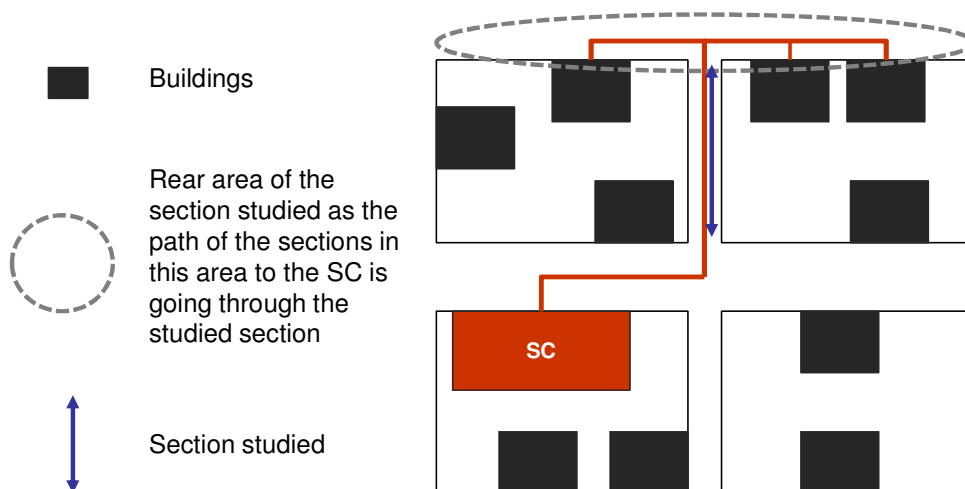 Buildings
Rear area of the
section studied as the
path of the sections in
this area to the SC is
going through the
studied section
SC
Section studied